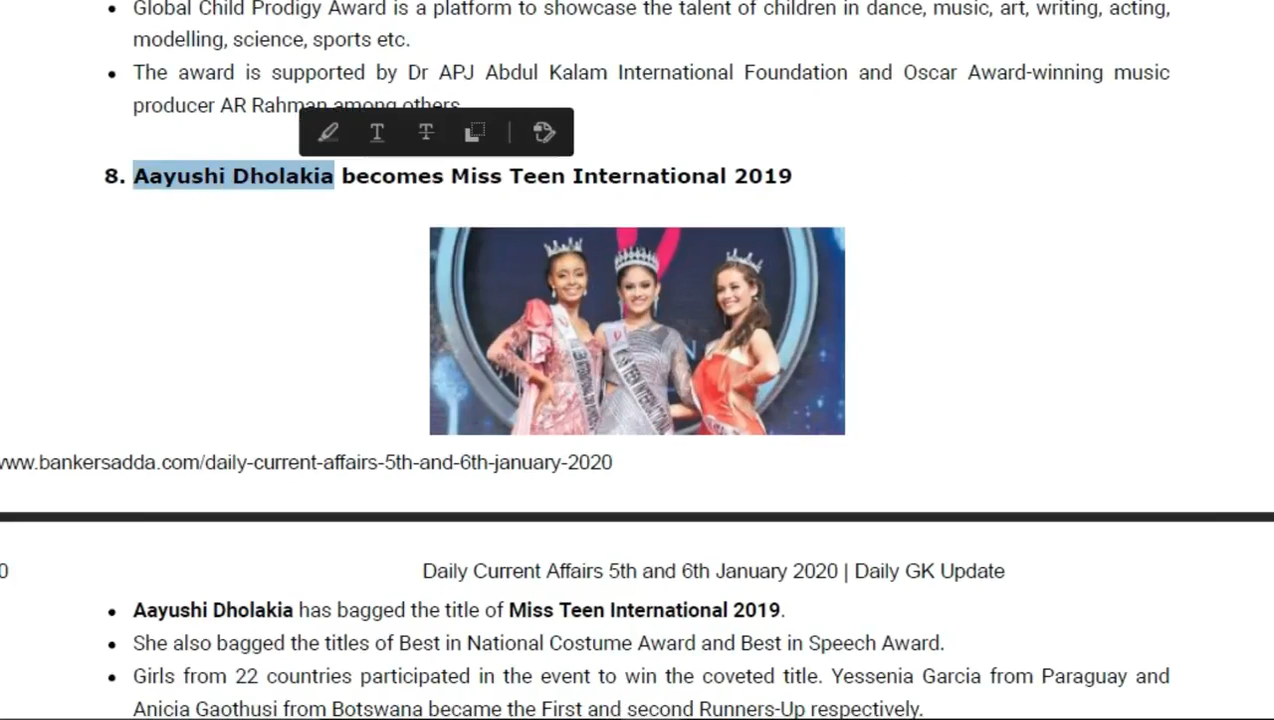 Global Child Prodigy Award is a platform to showcase the talent of children in dance, music, art, writing, acting,
modelling, science, sports etc.
The award is supported by Dr APJ Abdul Kalam International Foundation and Oscar Award-winning music
producer AR Rahman among others
8. Aayushi Dholakia becomes Miss Teen International 2019
MISS TEEN INTERNATIONAL
www.bankersadda.com/daily-current-affairs-5th-and-6th-january-2020
0
Daily Current Affairs 5th and 6th January 2020 | Daily GK Update
Aayushi Dholakia has bagged the title of Miss Teen International 2019.
She also bagged the titles of Best in National Costume Award and Best in Speech Award.
Girls from 22 countries participated in the event to win the coveted title. Yessenia Garcia from Paraguay and
Anicia Gaothusi from Botswana became the First and second Runners-Up respectively.